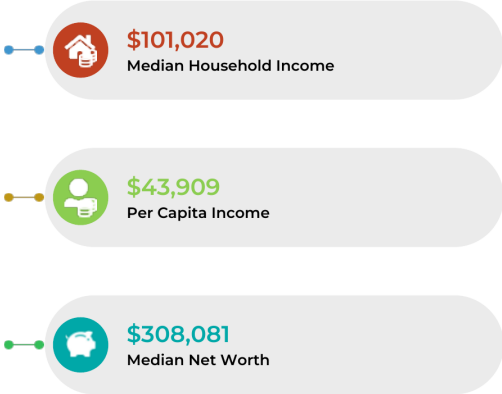 $101,020
Median Household Income
$43,909
Per Capita Income
$308,081
Median Net Worth